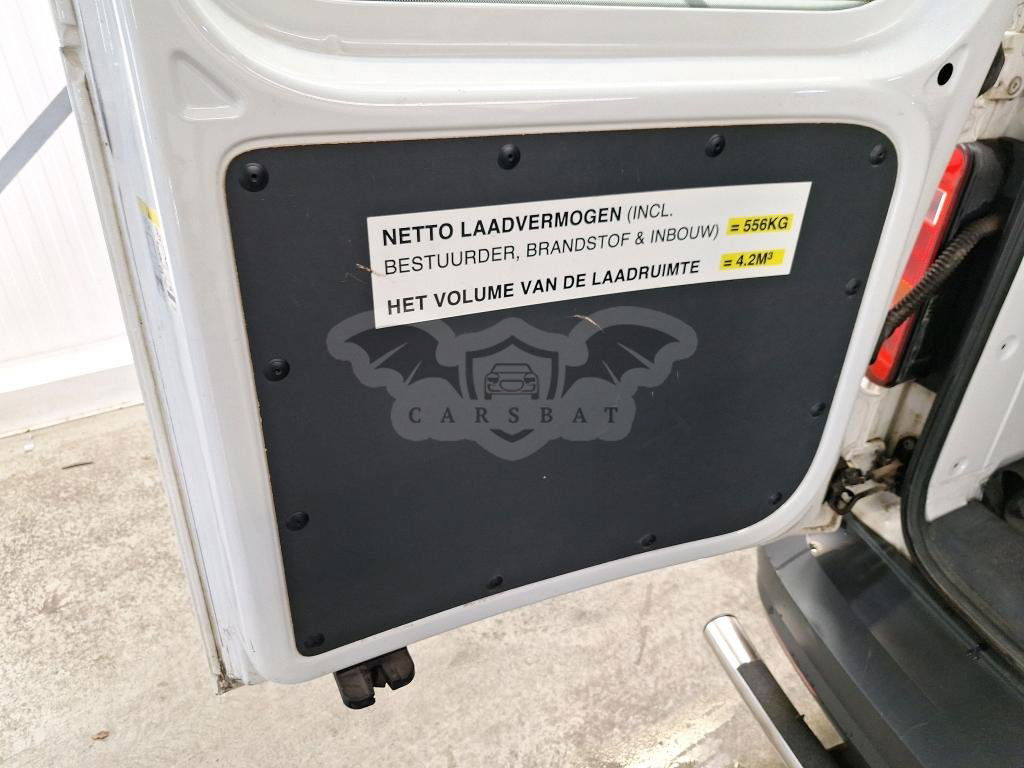 NETTO LAADVERMOGEN (INCL.
BESTUURDER, BRANDSTOF & INBOUW) = 556KG
HET VOLUME VAN DE LAADRUIMTE = 4.2M³
CARSBAT